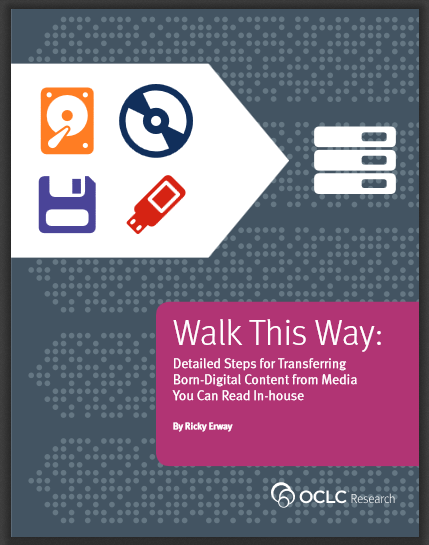 Walk This Way:
Detailed Steps for Transferring
Born-Digital Content from Media
You Can Read In-house
By Ricky Erway
OCLC Research